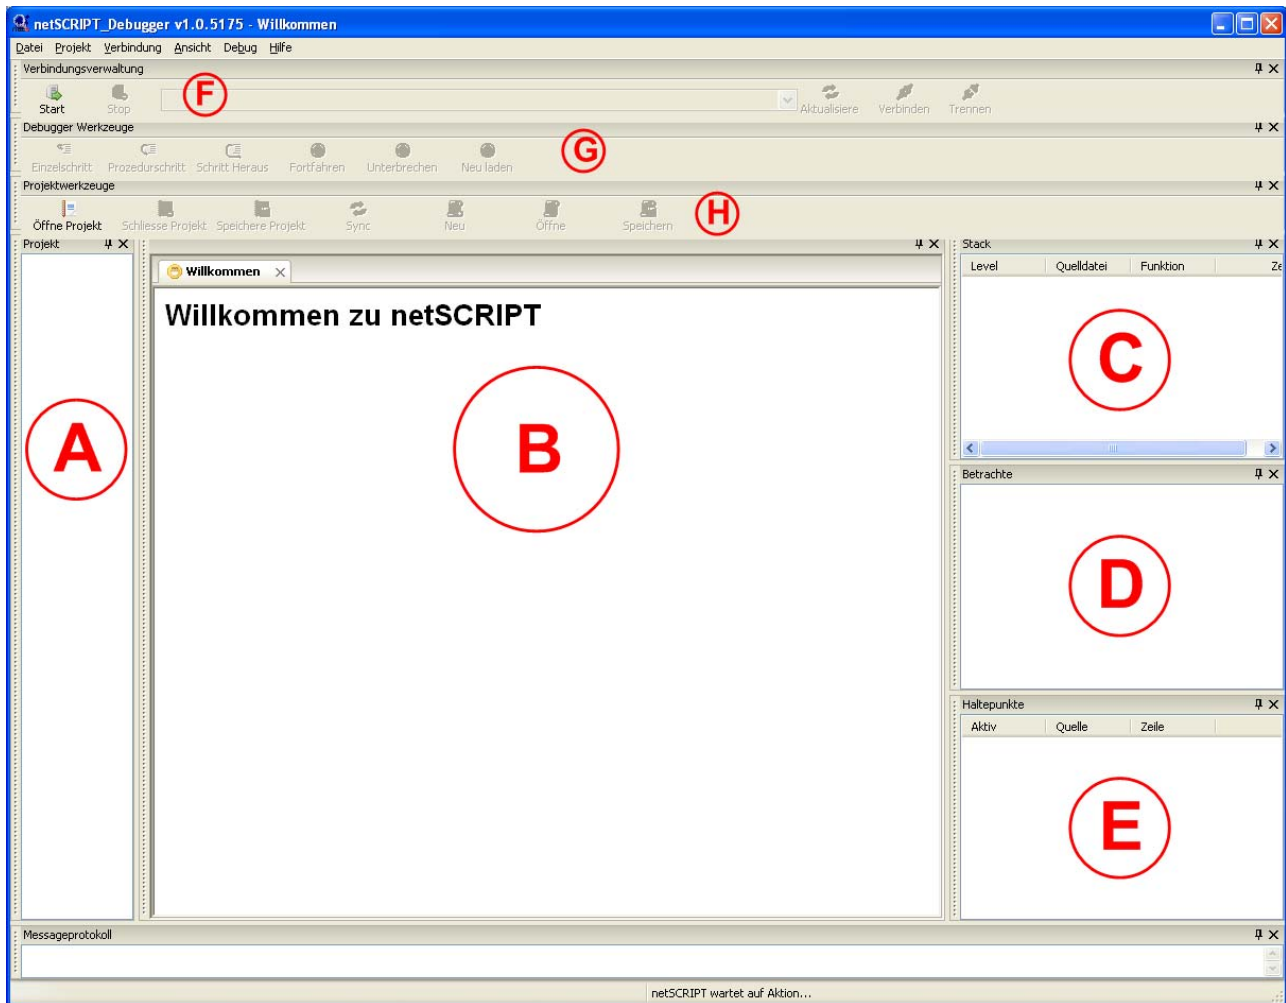 netSCRIPT_Debugger v1.0.5175 - Willkommen
Datei Projekt Verbindung Ansicht Debug Hilfe
Verbindungsverwaltung
Start Stop F Aktualisiere Verbinden Trennen
Debugger Werkzeuge
Einzelschritt Prozedurschritt Schritt Heraus Fortfahren Unterbrechen Neu laden G
Projektwerkzeuge
Öffne Projekt Schliesse Projekt Speichere Projekt Sync Neu Öffne Speichern H
Projekt
A
Willkommen
Willkommen zu netSCRIPT
B
Stack
Level Quelldatei Funktion Ze
C
Betrachte
D
Haltepunkte
Aktiv Quelle Zeile
E
Messageprotokoll
netSCRIPT wartet auf Aktion...